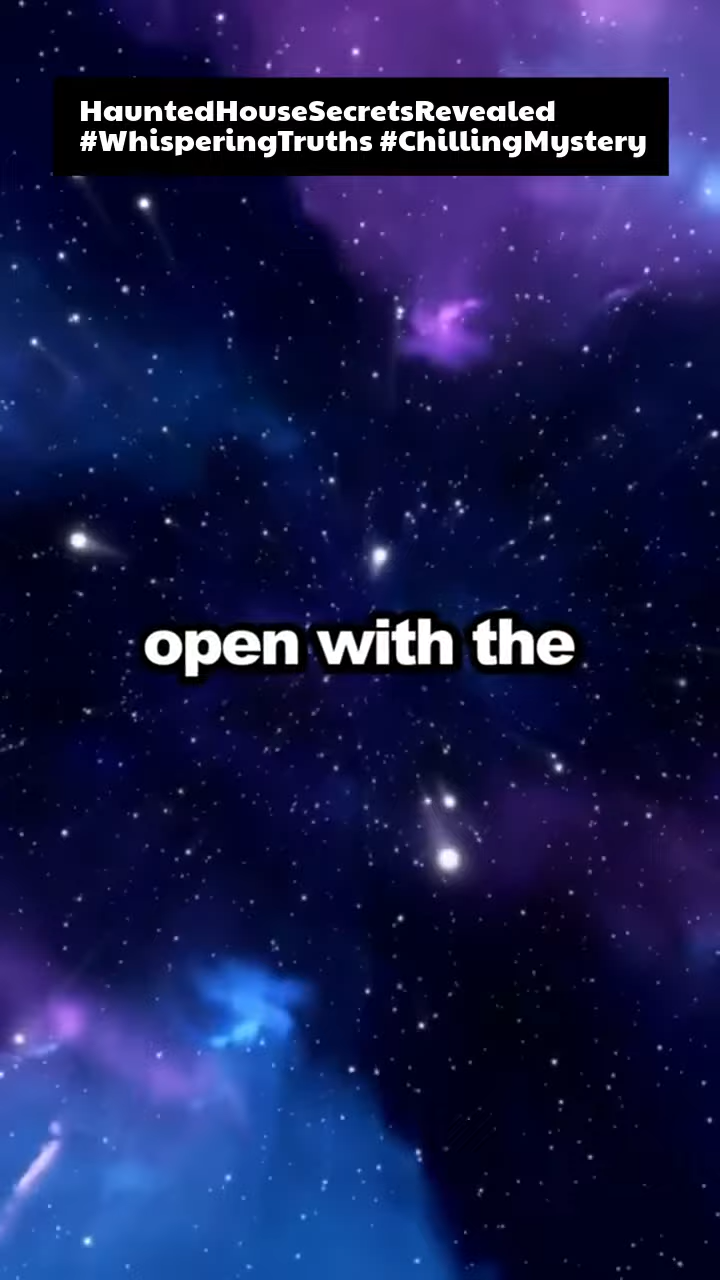 HauntedHouseSecretsRevealed
#WhisperingTruths #ChillingMystery
open with the